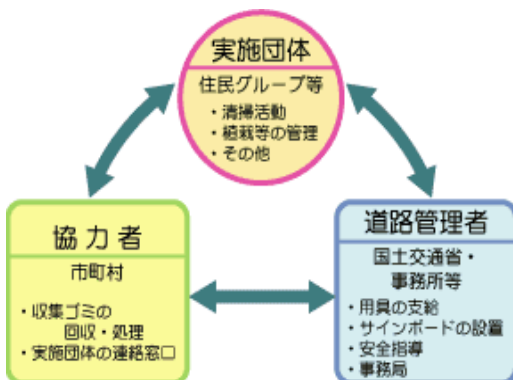 実施団体
住民グループ等
・清掃活動
・植栽等の管理
・その他
協力者
市町村
・収集ゴミの
回収・処理
・実施団体の連絡窓口
道路管理者
国土交通省・
事務所等
・用具の支給
・サインボードの設置
・安全指導
・事務局